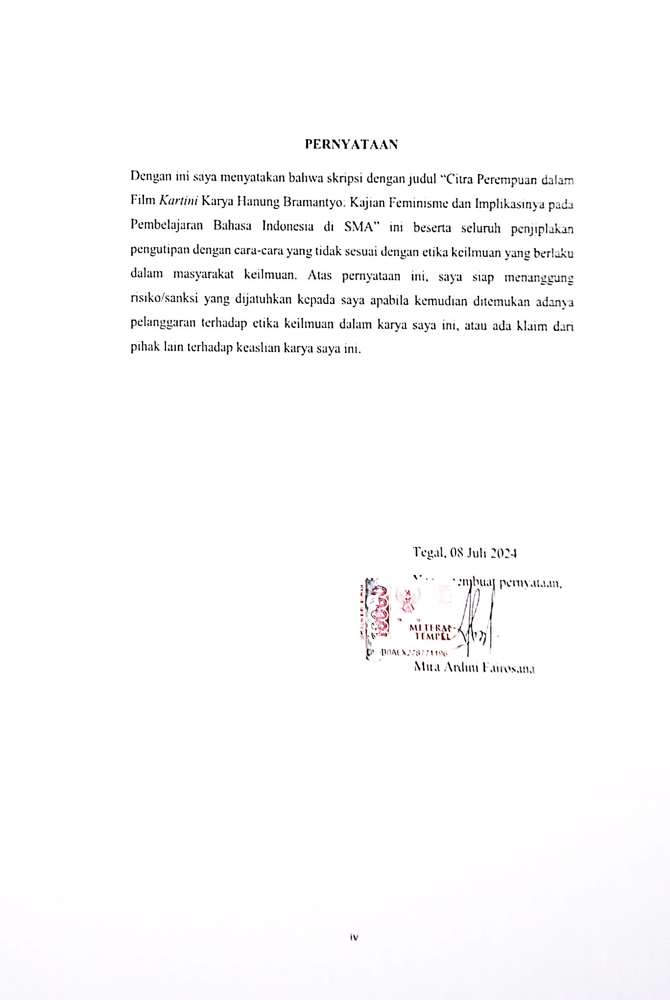 PERNYATAAN
Dengan ini saya menyatakan bahwa skripsi dengan judul “Citra Perempuan dalam
Film Kartini Karya Hanung Bramantyo: Kajian Feminisme dan Implikasinya pada
Pembelajaran Bahasa Indonesia di SMA” ini beserta seluruh penjiplakan
pengutipan dengan cara-cara yang tidak sesuai dengan etika keilmuan yang berlaku
dalam masyarakat keilmuan. Atas pernyataan ini, saya siap menanggung
risiko/sanksi yang dijatuhkan kepada saya apabila kemudian ditemukan adanya
pelanggaran terhadap etika keilmuan dalam karya saya ini, atau ada klaim dari
pihak lain terhadap keaslian karya saya ini.
Tegal, 08 Juli 2024
pernyataan,
10000
METERAI
TEMPEL
Mita Ardini Fairosana
iv